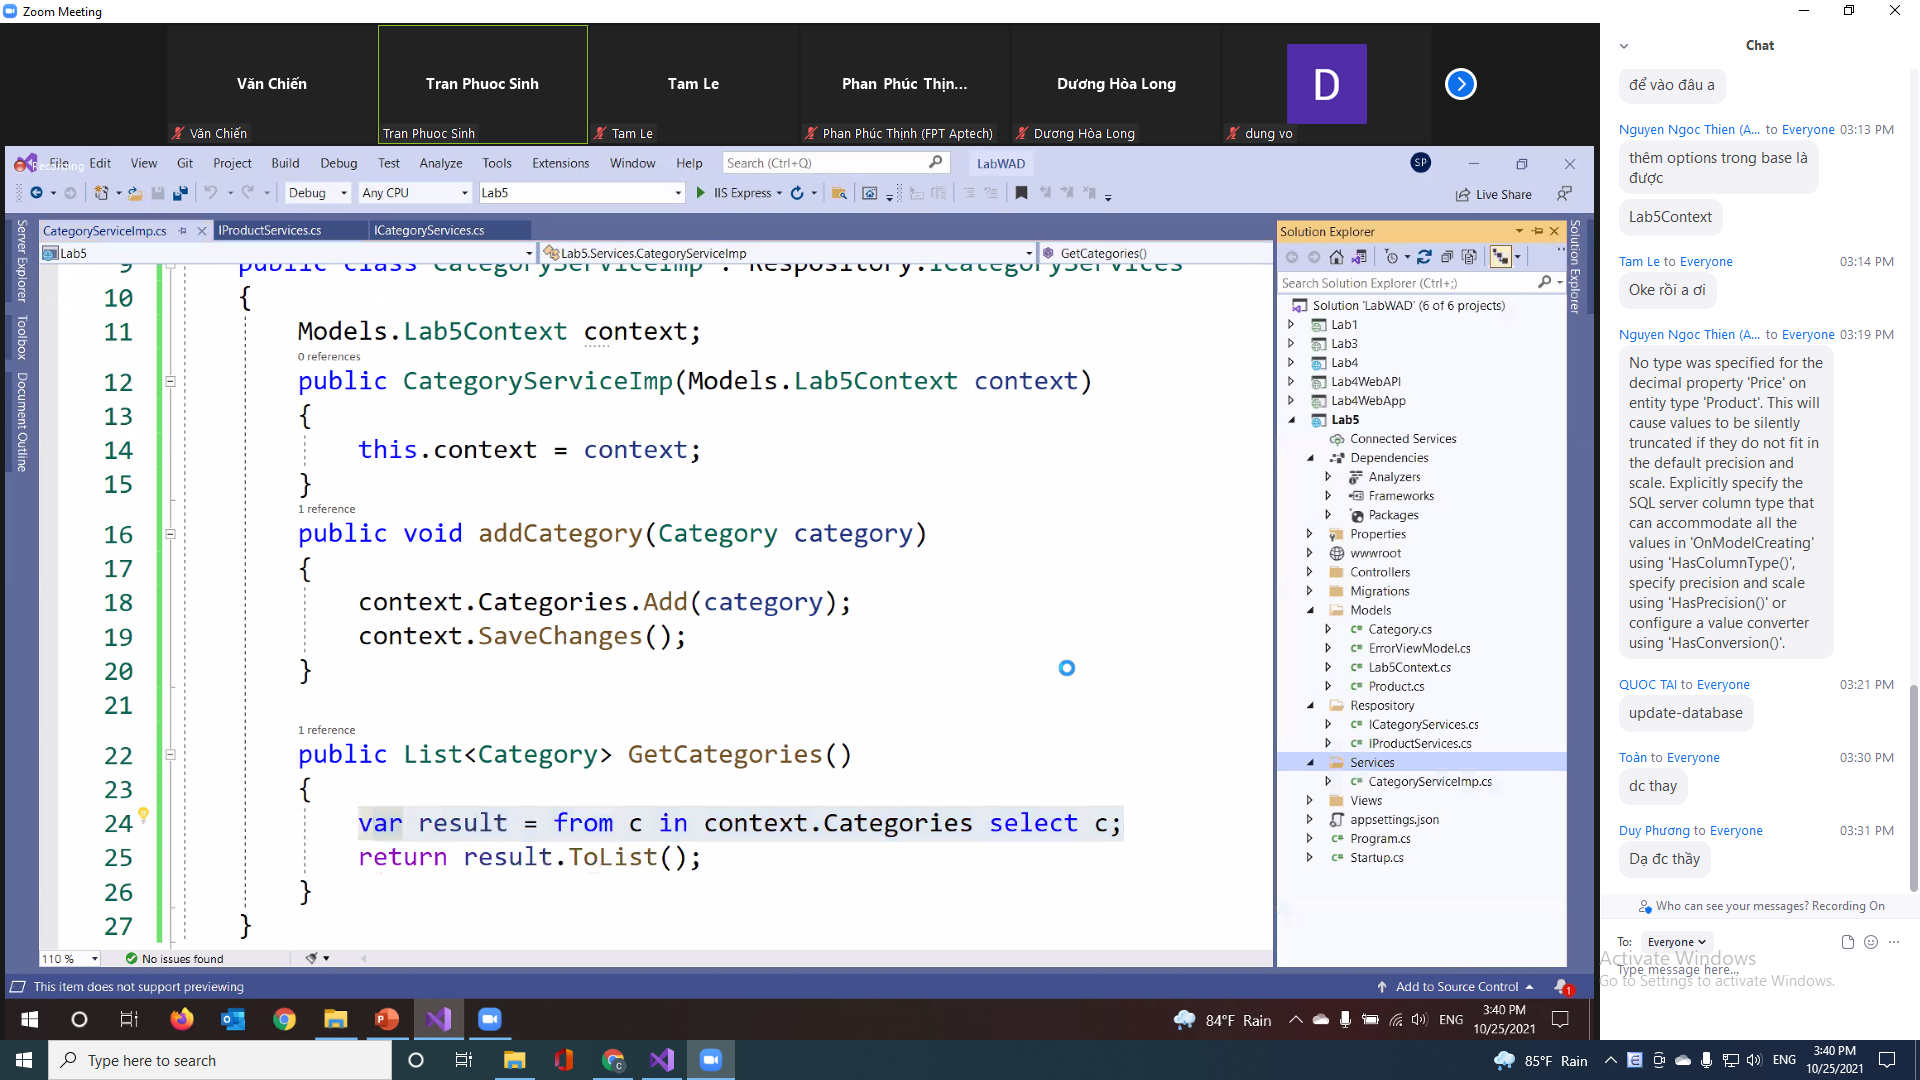 Zoom Meeting
Văn Chiến
Tran Phuoc Sinh
Tam Le
Phan Phúc Thịn...
Dương Hòa Long
D
Văn Chiến
Tran Phuoc Sinh
Tam Le
Phan Phúc Thịnh (FPT Aptech)
Dương Hòa Long
dung vo
Recording
File Edit View Git Project Build Debug Test Analyze Tools Extensions Window Help Search (Ctrl+Q) LabWAD SP
Debug Any CPU Lab5 IIS Express Live Share
CategoryServiceImp.cs IProductServices.cs ICategoryServices.cs
Lab5 Lab5.Services.CategoryServiceImp GetCategories()
Server Explorer
Toolbox
Document Outline
9 public class CategoryServiceImp : Respository.ICategoryServices
10 {
11 Models.Lab5Context context;
0 references
12 public CategoryServiceImp(Models.Lab5Context context)
13 {
14 this.context = context;
15 }
1 reference
16 public void addCategory(Category category)
17 {
18 context.Categories.Add(category);
19 context.SaveChanges();
20 }
21
1 reference
22 public List<Category> GetCategories()
23 {
24 var result = from c in context.Categories select c;
25 return result.ToList();
26 }
27 }
110 % No issues found
This item does not support previewing
Add to Source Control
1
Solution Explorer
Solution Explorer
Search Solution Explorer (Ctrl+;)
Solution 'LabWAD' (6 of 6 projects)
Lab1
Lab3
Lab4
Lab4WebAPI
Lab4WebApp
Lab5
Connected Services
Dependencies
Analyzers
Frameworks
Packages
Properties
wwwroot
Controllers
Migrations
Models
Category.cs
ErrorViewModel.cs
Lab5Context.cs
Product.cs
Respository
ICategoryServices.cs
IProductServices.cs
Services
CategoryServiceImp.cs
Views
appsettings.json
Program.cs
Startup.cs
84°F Rain ENG 3:40 PM
10/25/2021
Chat
để vào đâu a
Nguyen Ngoc Thien (A... to Everyone 03:13 PM
thêm options trong base là
được
Lab5Context
Tam Le to Everyone 03:14 PM
Oke rồi a ơi
Nguyen Ngoc Thien (A... to Everyone 03:19 PM
No type was specified for the
decimal property 'Price' on
entity type 'Product'. This will
cause values to be silently
truncated if they do not fit in
the default precision and
scale. Explicitly specify the
SQL server column type that
can accommodate all the
values in 'OnModelCreating'
using 'HasColumnType()',
specify precision and scale
using 'HasPrecision()' or
configure a value converter
using 'HasConversion()'.
QUOC TAI to Everyone 03:21 PM
update-database
Toàn to Everyone 03:30 PM
dc thay
Duy Phương to Everyone 03:31 PM
Dạ đc thầy
Who can see your messages? Recording On
To: Everyone
Type message here...
Activate Windows
Go to Settings to activate Windows.
Type here to search
85°F Rain ENG 3:40 PM
10/25/2021